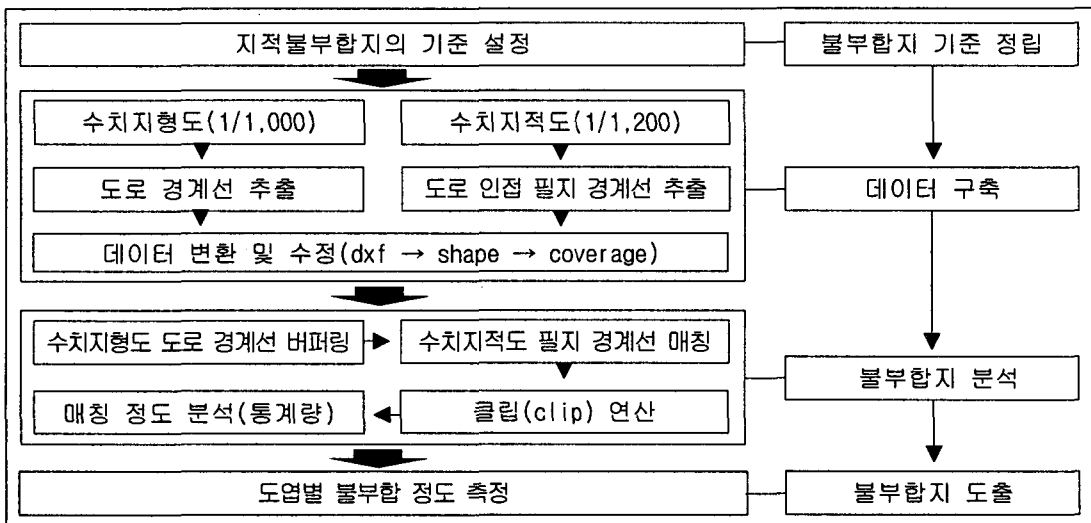 지적불부합지의 기준 설정
불부합지 기준 정립
수치지형도(1/1,000)
수치지적도(1/1,200)
도로 경계선 추출
도로 인접 필지 경계선 추출
데이터 구축
데이터 변환 및 수정(dxf → shape → coverage)
수치지형도 도로 경계선 버퍼링
수치지적도 필지 경계선 매칭
불부합지 분석
매칭 정도 분석(통계량)
클립(clip) 연산
도엽별 불부합 정도 측정
불부합지 도출